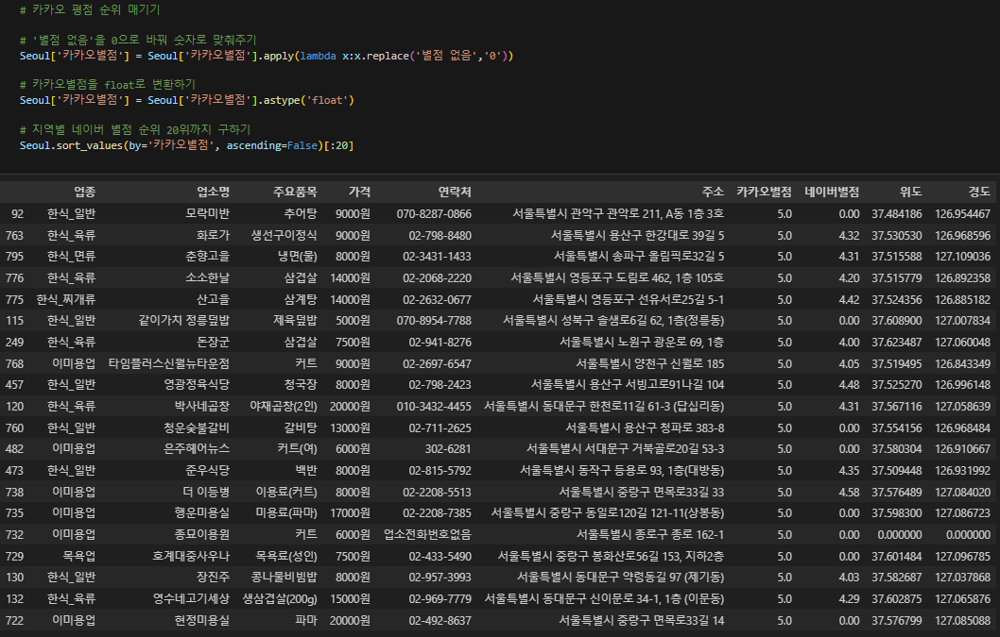 # 카카오 평점 순위 매기기
# '별점 없음'을 0으로 바꿔 숫자로 맞춰주기
Seoul['카카오별점'] = Seoul['카카오별점'].apply(lambda x:x.replace('별점 없음','0'))
# 카카오별점을 float로 변환하기
Seoul['카카오별점'] = Seoul['카카오별점'].astype('float')
# 지역별 네이버 별점 순위 20위까지 구하기
Seoul.sort_values(by='카카오별점', ascending=False)[:20]
업종 업소명 주요품목 가격 연락처 주소 카카오별점 네이버별점 위도 경도
92 한식_일반 모락미반 추어탕 9000원 070-8287-0866 서울특별시 관악구 관악로 211, A동 1층 3호 5.0 0.00 37.484186 126.954467
763 한식_육류 화로가 생선구이정식 9000원 02-798-8480 서울특별시 용산구 한강대로 39길 5 5.0 4.32 37.530530 126.968596
795 한식_면류 춘향고을 냉면(물) 8000원 02-3431-1433 서울특별시 송파구 올림픽로32길 5 5.0 4.31 37.515588 127.109036
776 한식_육류 소소한날 삼겹살 14000원 02-2068-2220 서울특별시 영등포구 도림로 462, 1층 105호 5.0 4.20 37.515779 126.892358
775 한식_찌개류 산고을 삼계탕 14000원 02-2632-0677 서울특별시 영등포구 선유서로25길 5-1 5.0 4.42 37.524356 126.885182
115 한식_일반 같이가치 정릉덮밥 제육덮밥 5000원 070-8954-7788 서울특별시 성북구 솔샘로6길 62, 1층(정릉동) 5.0 0.00 37.608900 127.007834
249 한식_육류 돈장군 삼겹살 7500원 02-941-8276 서울특별시 노원구 광운로 69, 1층 5.0 4.00 37.623487 127.060048
768 이미용업 타임플러스신월뉴타운점 커트 9000원 02-2697-6547 서울특별시 양천구 신월로 185 5.0 4.05 37.519495 126.843349
457 한식_일반 영광정육식당 청국장 8000원 02-798-2423 서울특별시 용산구 서빙고로91나길 104 5.0 4.48 37.525270 126.996148
120 한식_육류 박사네곱창 야채곱창(2인) 20000원 010-3432-4455 서울특별시 동대문구 한천로11길 61-3 (답십리동) 5.0 4.31 37.567116 127.058639
760 한식_일반 청운숯불갈비 갈비탕 13000원 02-711-2625 서울특별시 용산구 청파로 383-8 5.0 0.00 37.554156 126.968484
482 이미용업 은주헤어뉴스 커트(여) 6000원 302-6281 서울특별시 서대문구 거북골로20길 53-3 5.0 0.00 37.580304 126.910667
473 한식_일반 준우식당 백반 8000원 02-815-5792 서울특별시 동작구 등용로 93, 1층(대방동) 5.0 4.35 37.509448 126.931992
738 이미용업 더 이등병 이용료(커트) 8000원 02-2208-5513 서울특별시 중랑구 면목로33길 33 5.0 4.58 37.576489 127.084020
735 이미용업 행운미용실 미용료(파마) 17000원 02-2208-7385 서울특별시 중랑구 동일로120길 121-11(상봉동) 5.0 0.00 37.598300 127.086723
732 이미용업 종묘이용원 커트 6000원 업소전화번호없음 서울특별시 종로구 종로 162-1 5.0 0.00 0.000000 0.000000
729 목욕업 호계대중사우나 목욕료(성인) 7500원 02-433-5490 서울특별시 중랑구 봉화산로56길 153, 지하2층 5.0 0.00 37.601484 127.096785
130 한식_일반 장진주 콩나물비빔밥 8000원 02-957-3993 서울특별시 동대문구 약령동길 97 (제기동) 5.0 4.03 37.582687 127.037868
132 한식_육류 영수네고기세상 생삼겹살(200g) 15000원 02-969-7779 서울특별시 동대문구 신이문로 34-1, 1층 (이문동) 5.0 4.29 37.602875 127.065876
722 이미용업 현정미용실 파마 20000원 02-492-8637 서울특별시 중랑구 면목로33길 14 5.0 0.00 37.576799 127.085088